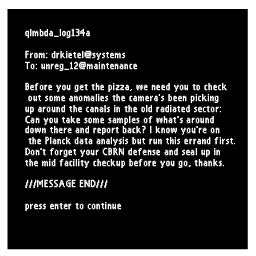 qlmbda_log134a
From: drkietel@systems
To: unreg_12@maintenance
Before you get the pizza, we need you to check
out some anomalies the camera's been picking
up around the canals in the old radiated sector:
Can you take some samples of what's around
down there and report back? I know you're on
the Planck data analysis but run this errand first.
Don't forget your CBRN defense and seal up in
the mid facility checkup before you go, thanks.
///MESSAGE END///
press enter to continue